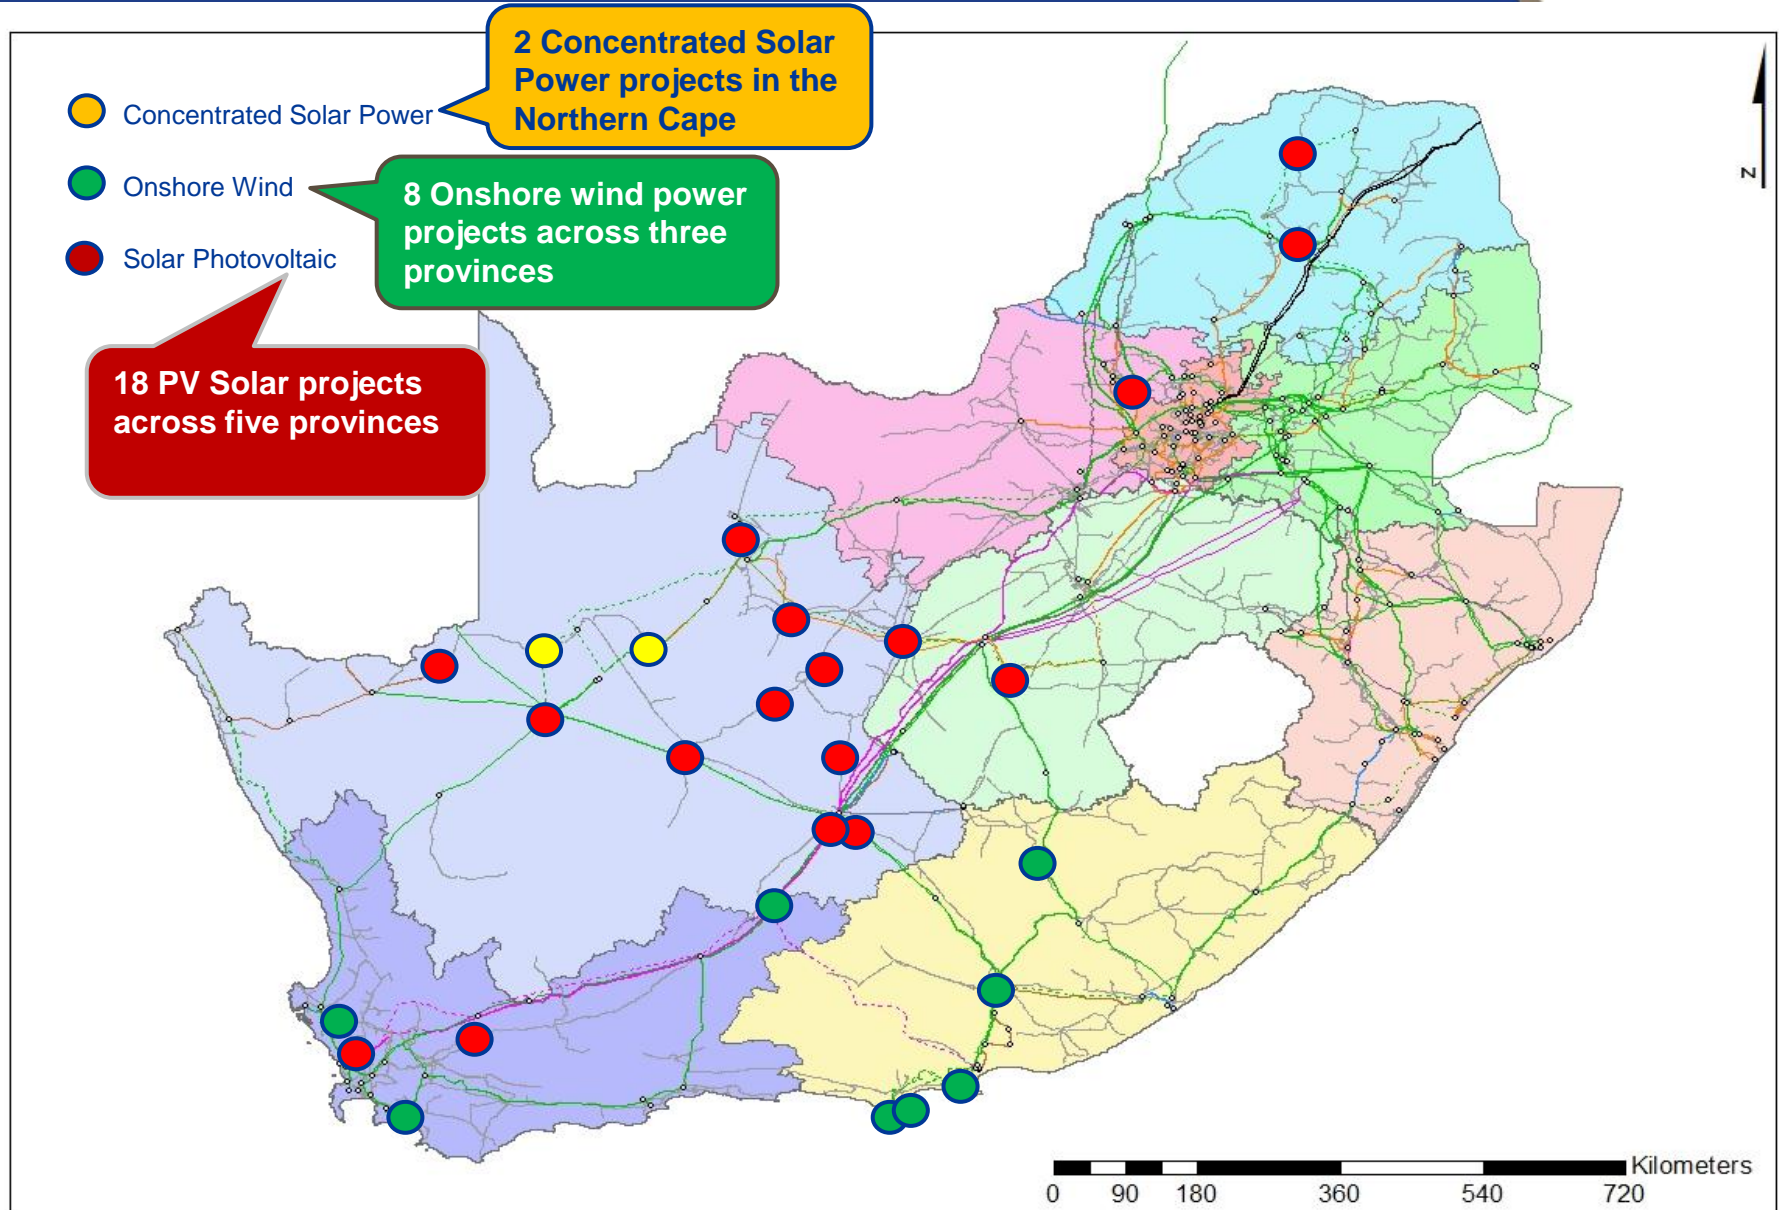 2 Concentrated Solar
Power projects in the
Northern Cape
Concentrated Solar Power
Onshore Wind
8 Onshore wind power
projects across three
provinces
Solar Photovoltaic
18 PV Solar projects
across five provinces
N
Kilometers
0 90 180 360 540 720